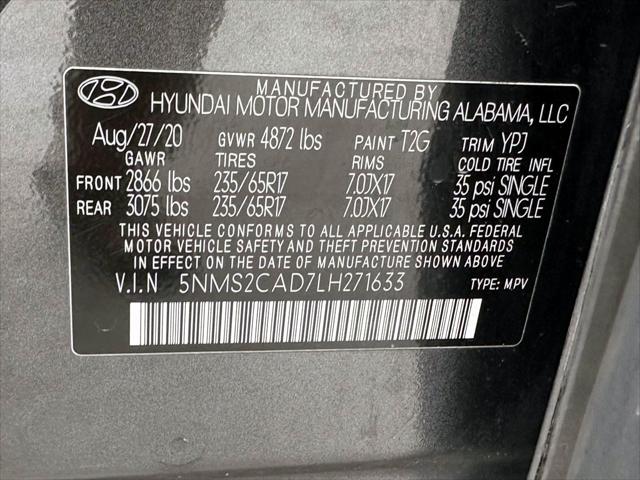 MANUFACTURED BY
HYUNDAI MOTOR MANUFACTURING ALABAMA, LLC
Aug/27/20 GVWR 4872 lbs PAINT T2G TRIM YPJ
GAWR TIRES RIMS COLD TIRE INFL
FRONT 2866 lbs 235/65R17 7.0JX17 35 psi SINGLE
REAR 3075 lbs 235/65R17 7.0JX17 35 psi SINGLE
THIS VEHICLE CONFORMS TO ALL APPLICABLE U.S.A. FEDERAL
MOTOR VEHICLE SAFETY AND THEFT PREVENTION STANDARDS
IN EFFECT ON THE DATE OF MANUFACTURE SHOWN ABOVE.
V.I.N 5NMS2CAD7LH271633 TYPE: MPV